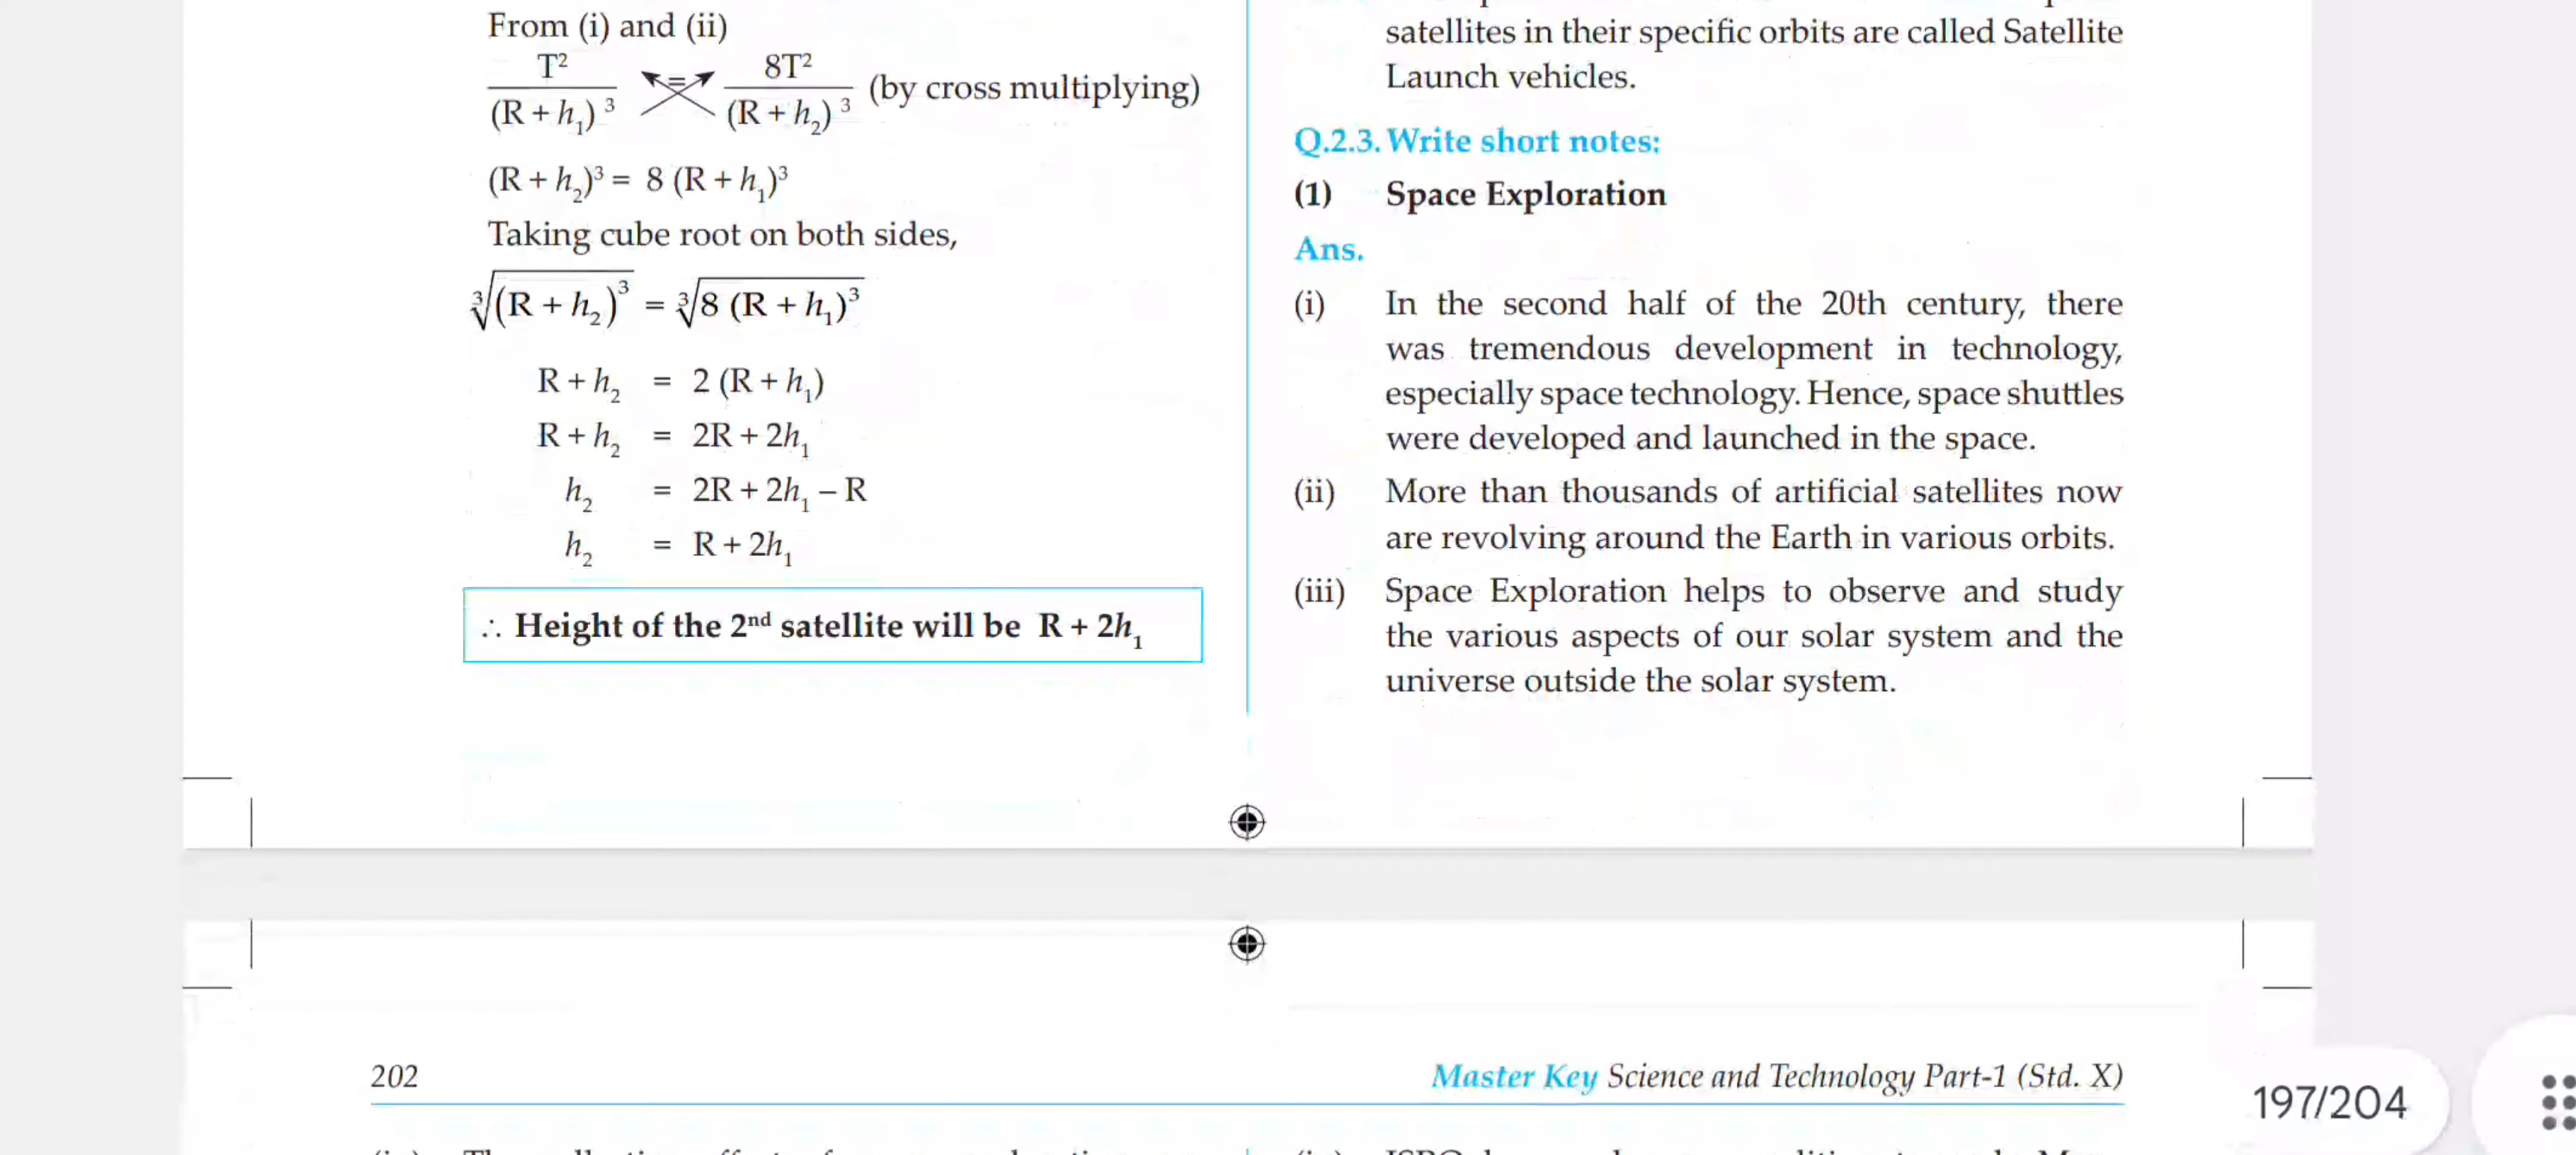 From (i) and (ii)
T² / (R + h₁)³ = 8T² / (R + h₂)³ (by cross multiplying)
(R + h₂)³ = 8 (R + h₁)³
Taking cube root on both sides,
∛(R + h₂)³ = ∛8 (R + h₁)³
R + h₂ = 2 (R + h₁)
R + h₂ = 2R + 2h₁
h₂ = 2R + 2h₁ – R
h₂ = R + 2h₁
∴ Height of the 2nd satellite will be R + 2h₁
satellites in their specific orbits are called Satellite
Launch vehicles.
Q.2.3. Write short notes:
(1) Space Exploration
Ans.
(i) In the second half of the 20th century, there
was tremendous development in technology,
especially space technology. Hence, space shuttles
were developed and launched in the space.
(ii) More than thousands of artificial satellites now
are revolving around the Earth in various orbits.
(iii) Space Exploration helps to observe and study
the various aspects of our solar system and the
universe outside the solar system.
202
Master Key Science and Technology Part-1 (Std. X)
197/204